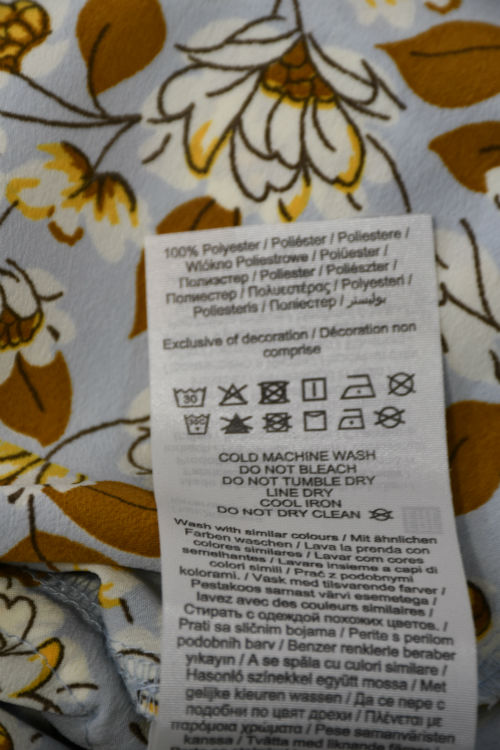 100% Polyester / Poliéster / Poliestere /
Włókno Poliestrowe / Polüester /
Полиэстер / Poliester / Poliészter /
Полиестер / Πολυεστέρας / Polyesteri /
Poliesteris / Поліестер / بوليستر
Exclusive of decoration / Décoration non
comprise
30
COLD MACHINE WASH
DO NOT BLEACH
DO NOT TUMBLE DRY
LINE DRY
COOL IRON
DO NOT DRY CLEAN
Wash with similar colours / Mit ähnlichen
Farben waschen / Lava la prenda con
colores similares / Lavar com cores
semelhantes / Lavare insieme a capi di
colori simili / Prać z podobnymi
kolorami. / Vask med tilsvarende farver /
Pestakoos samast värvi esemetega /
lavez avec des couleurs similaires /
Стирать с одеждой похожих цветов. /
Prati sa sličnim bojama / Perite s perilom
podobnih barv / Benzer renklerle beraber
yıkayın / A se spăla cu culori similare /
Hasonló színekkel együtt mossa / Met
gelijke kleuren wassen / Да се пере с
подобни по цвят дрехи / Πλένεται με
παρόμοια χρώματα / Pese samanväristen
kanssa / Tvätta med liknande